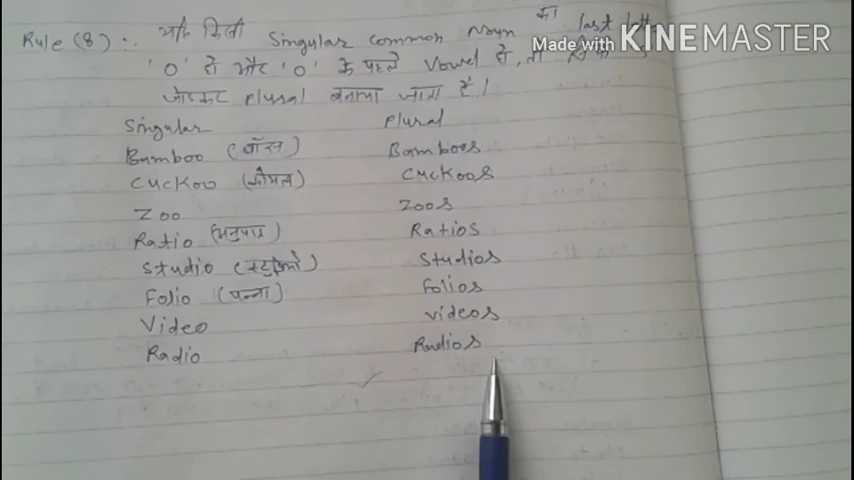 Rule (8) :- यदि किसी Singular common Noun का last
'O' हो और 'O' के पहले Vowel हो, तो
जोड़कर Plural बनाया जाता है।
Made with KINEMASTER
Singular Plural
Bamboo (बाँस) Bamboos
Cuckoo (कोयल) Cuckoos
Zoo Zoos
Ratio (अनुपात) Ratios
Studio (स्टुडियो) Studios
Folio (पन्ना) Folios
Video Videos
Radio Radios